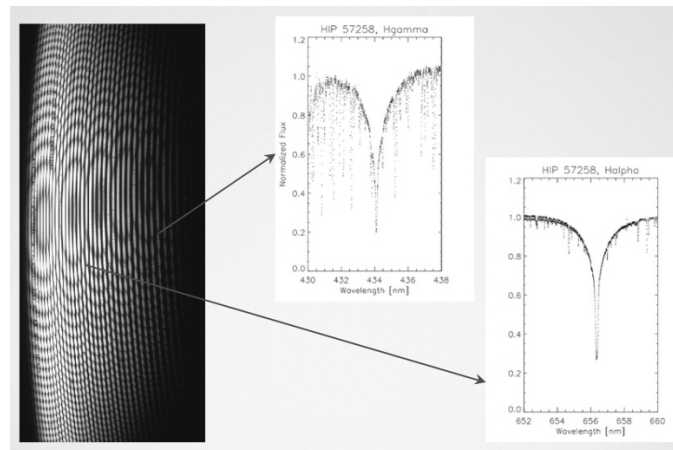 HIP 57258, Hgamma
1.2
1.0
0.8
0.6
0.4
0.2
0.0
Normalized Flux
430 432 434 436 438
Wavelength [nm]
HIP 57258, Halpha
1.2
1.0
0.8
0.6
0.4
0.2
0.0
652 654 656 658 660
Wavelength [nm]